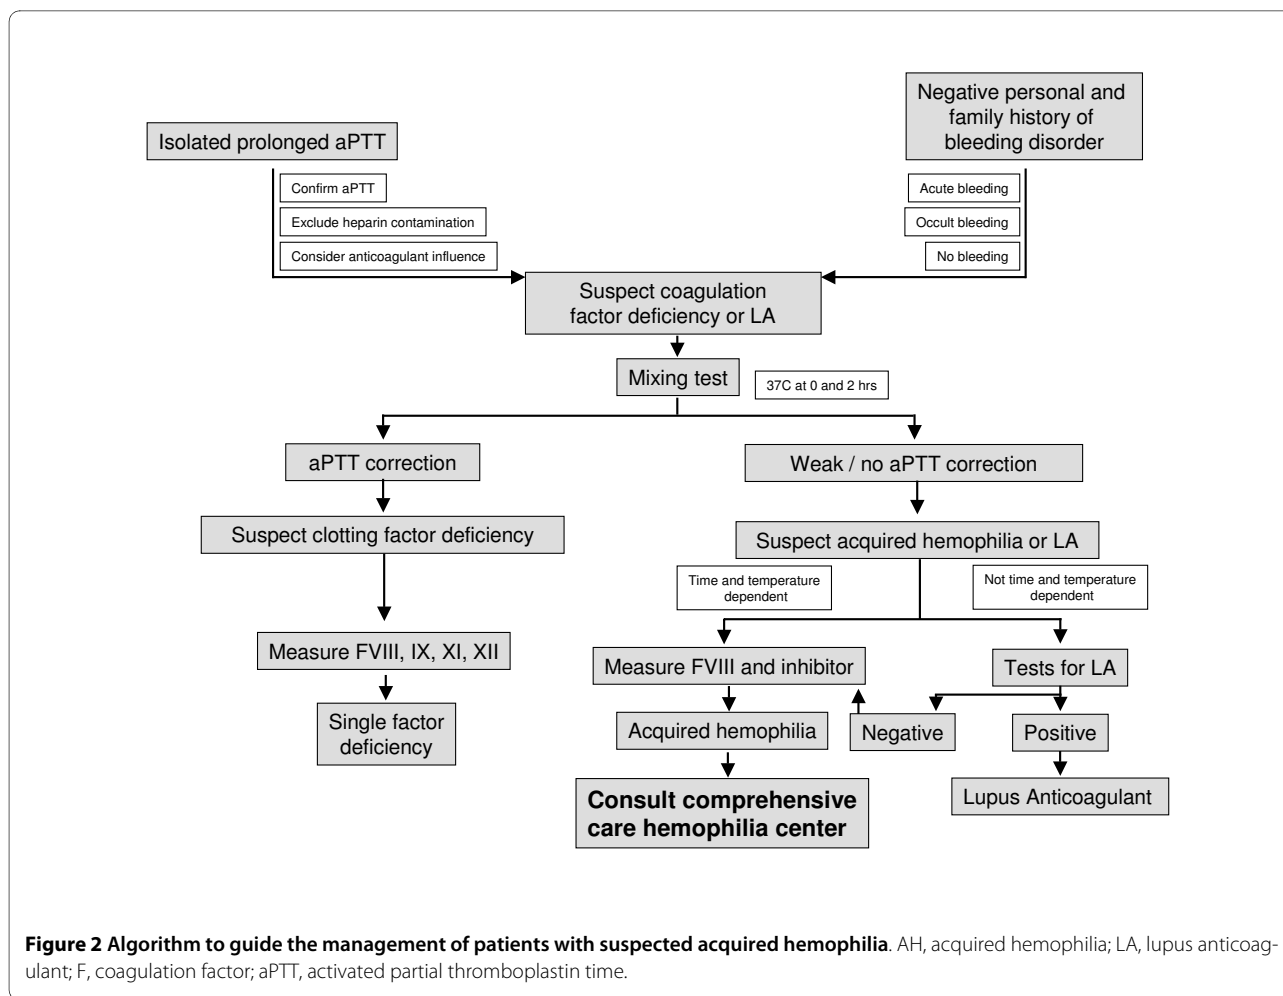 Isolated prolonged aPTT
Negative personal and
family history of
bleeding disorder
Confirm aPTT
Exclude heparin contamination
Consider anticoagulant influence
Acute bleeding
Occult bleeding
No bleeding
Suspect coagulation
factor deficiency or LA
Mixing test
37C at 0 and 2 hrs
aPTT correction
Weak / no aPTT correction
Suspect clotting factor deficiency
Suspect acquired hemophilia or LA
Time and temperature
dependent
Not time and temperature
dependent
Measure FVIII, IX, XI, XII
Measure FVIII and inhibitor
Tests for LA
Single factor
deficiency
Acquired hemophilia
Negative
Positive
Consult comprehensive
care hemophilia center
Lupus Anticoagulant
Figure 2 Algorithm to guide the management of patients with suspected acquired hemophilia. AH, acquired hemophilia; LA, lupus anticoag-
ulant; F, coagulation factor; aPTT, activated partial thromboplastin time.